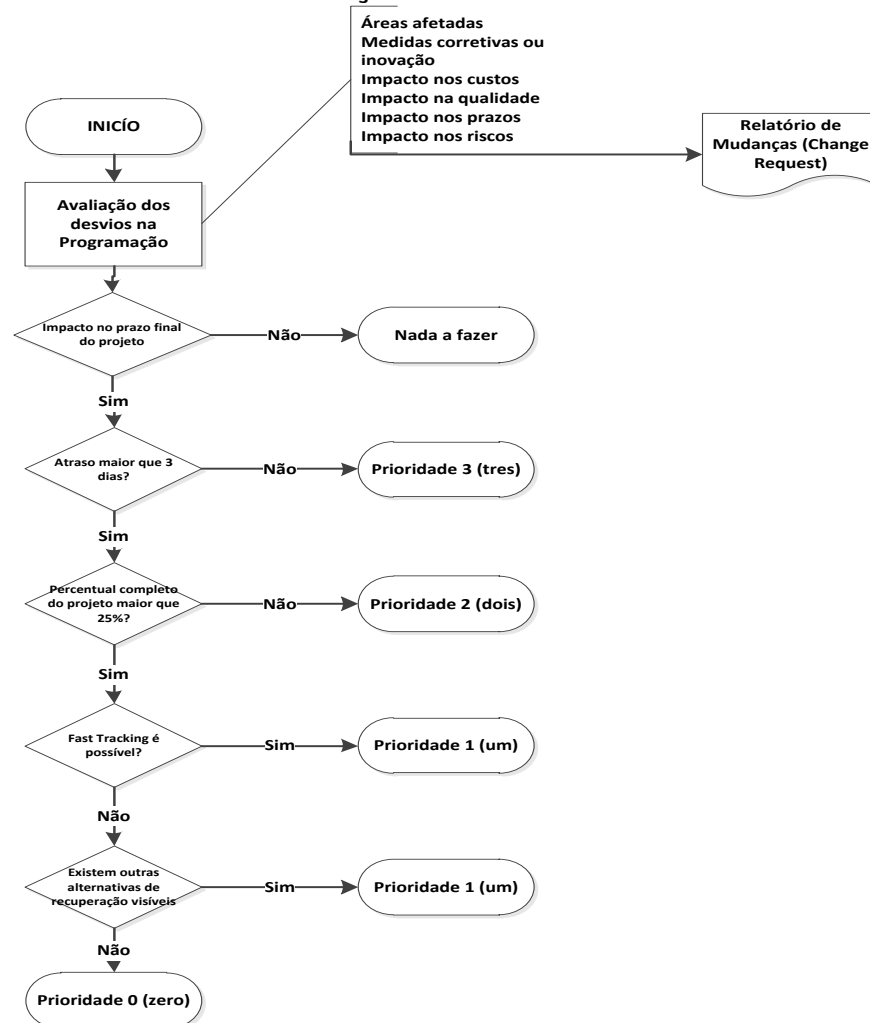 Áreas afetadas
Medidas corretivas ou
inovação
Impacto nos custos
Impacto na qualidade
Impacto nos prazos
Impacto nos riscos
INICÍO
Relatório de
Mudanças (Change
Request)
Avaliação dos
desvios na
Programação
Impacto no prazo final
do projeto
Não
Nada a fazer
Sim
Atraso maior que 3
dias?
Não
Prioridade 3 (tres)
Sim
Percentual completo
do projeto maior que
25%?
Não
Prioridade 2 (dois)
Sim
Fast Tracking é
possível?
Sim
Prioridade 1 (um)
Não
Existem outras
alternativas de
recuperação visíveis
Sim
Prioridade 1 (um)
Não
Prioridade 0 (zero)